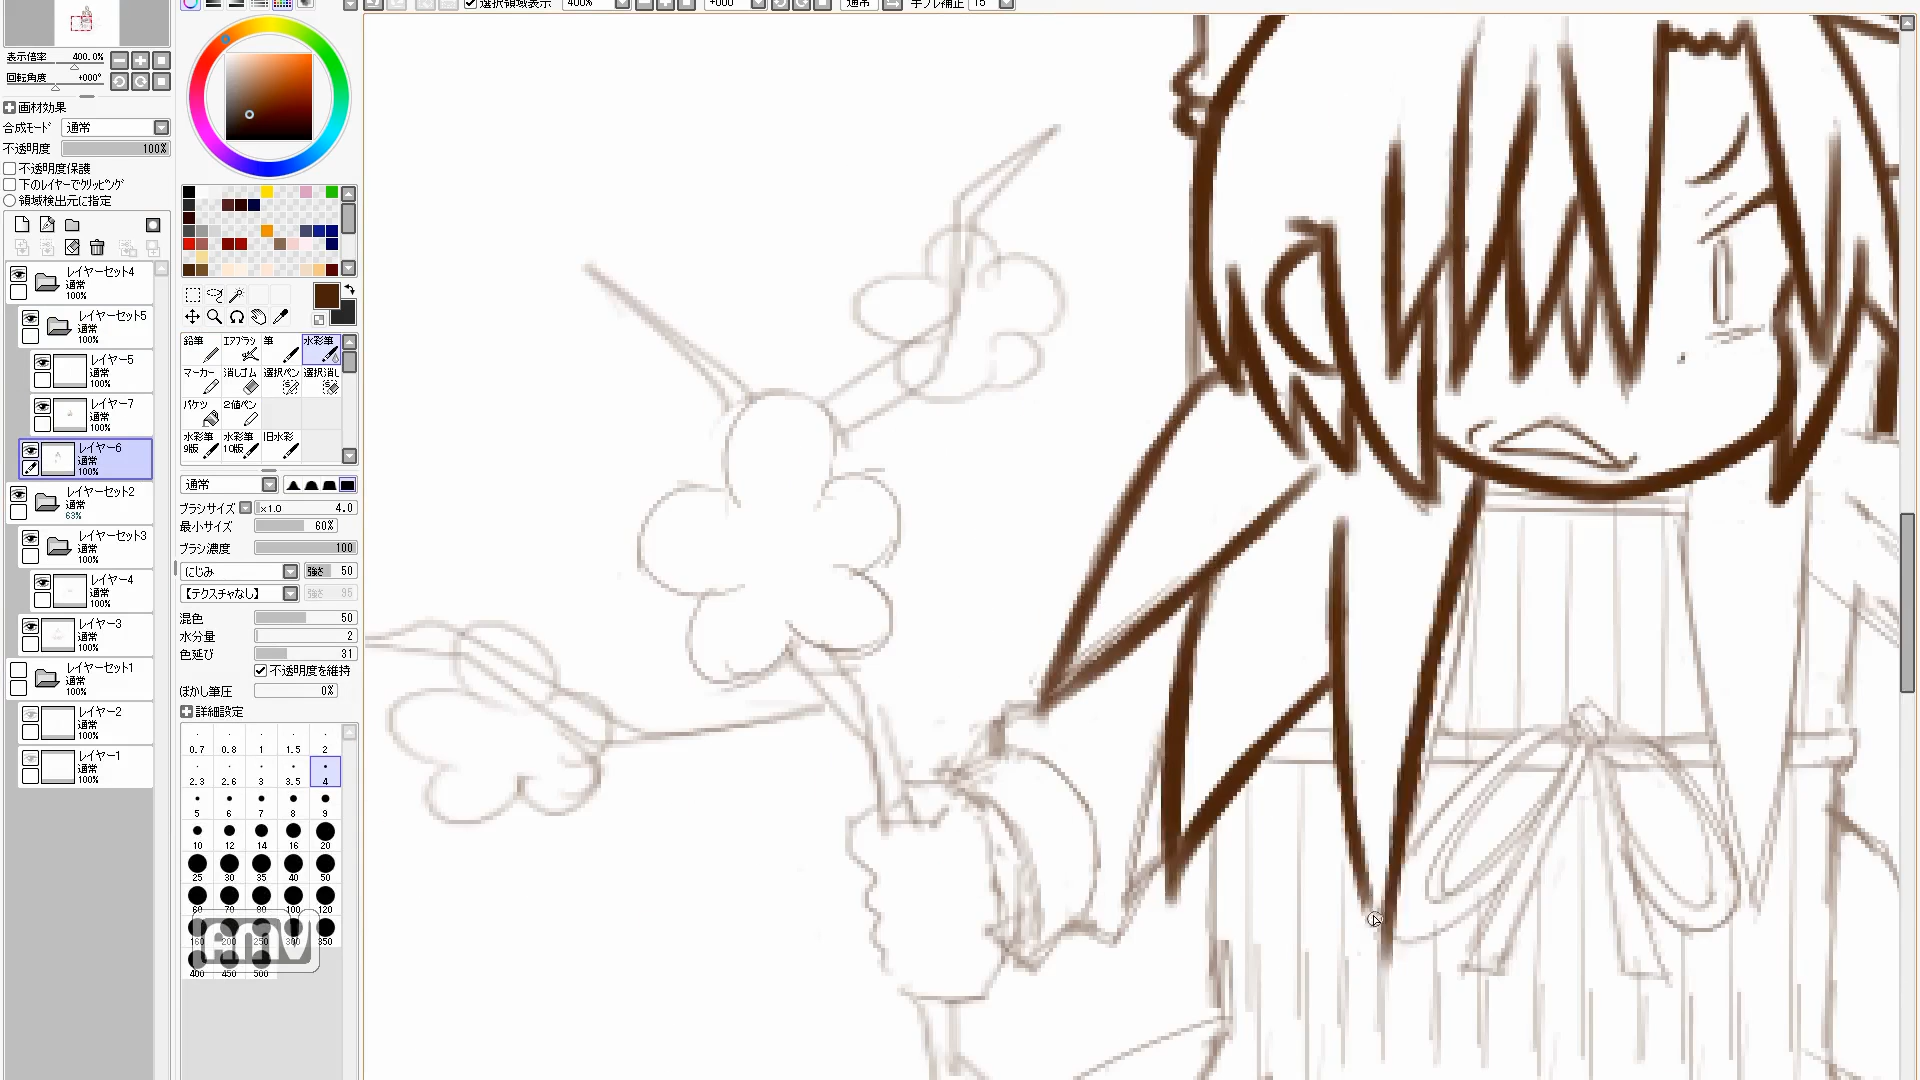 選択領域表示 400% +000° 通常 手ブレ補正 15
表示倍率 400.0%
回転角度 +000°
画材効果
合成モード 通常
不透明度 100%
不透明度保護
下のレイヤーでクリッピング
領域検出元に指定
レイヤーセット4
通常
100%
レイヤーセット5
通常
100%
レイヤー5
通常
100%
レイヤー7
通常
100%
レイヤー6
通常
100%
レイヤーセット2
通常
63%
レイヤーセット3
通常
100%
レイヤー4
通常
100%
レイヤー3
通常
100%
レイヤーセット1
通常
100%
レイヤー2
通常
100%
レイヤー1
通常
100%
鉛筆 エアブラシ 筆 水彩筆
マーカー 消しゴム 選択ペン 選択消し
バケツ 2値ペン
水彩筆 水彩筆 旧水彩
9版 10版
通常
ブラシサイズ x1.0 4.0
最小サイズ 60%
ブラシ濃度 100
にじみ 強さ 50
【テクスチャなし】 強さ 95
混色 50
水分量 2
色延び 31
不透明度を維持
ぼかし筆圧 0%
詳細設定
0.7 0.8 1 1.5 2
2.3 2.6 3 3.5 4
5 6 7 8 9
10 12 14 16 20
25 30 35 40 50
60 70 80 100 120
160 200 250 300 350
400 450 500
AMV